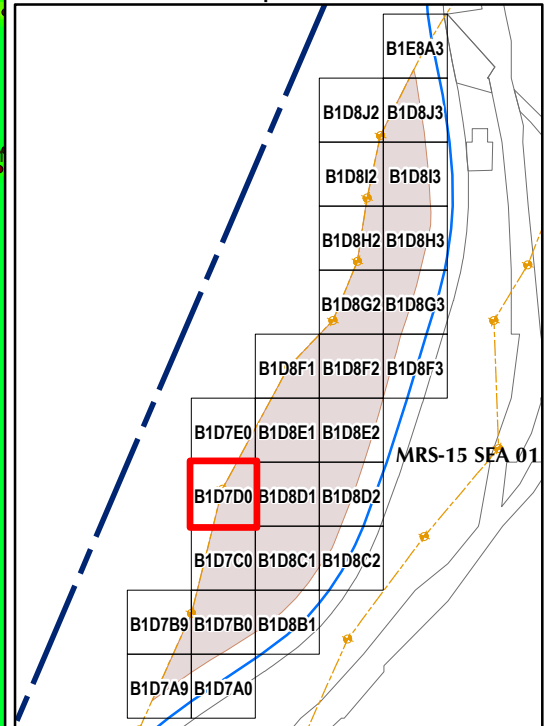 B1E8A3
B1D8J2 B1D8J3
B1D8I2 B1D8I3
B1D8H2 B1D8H3
B1D8G2 B1D8G3
B1D8F1 B1D8F2 B1D8F3
B1D7E0 B1D8E1 B1D8E2
MRS-15 SEA 01
B1D7D0 B1D8D1 B1D8D2
B1D7C0 B1D8C1 B1D8C2
B1D7B9 B1D7B0 B1D8B1
B1D7A9 B1D7A0